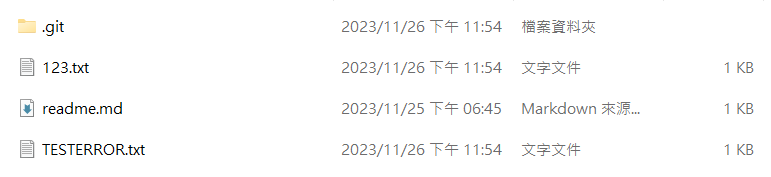 .git 2023/11/26 下午 11:54 檔案資料夾
123.txt 2023/11/26 下午 11:54 文字文件 1 KB
readme.md 2023/11/25 下午 06:45 Markdown 來源... 1 KB
TESTERROR.txt 2023/11/26 下午 11:54 文字文件 1 KB